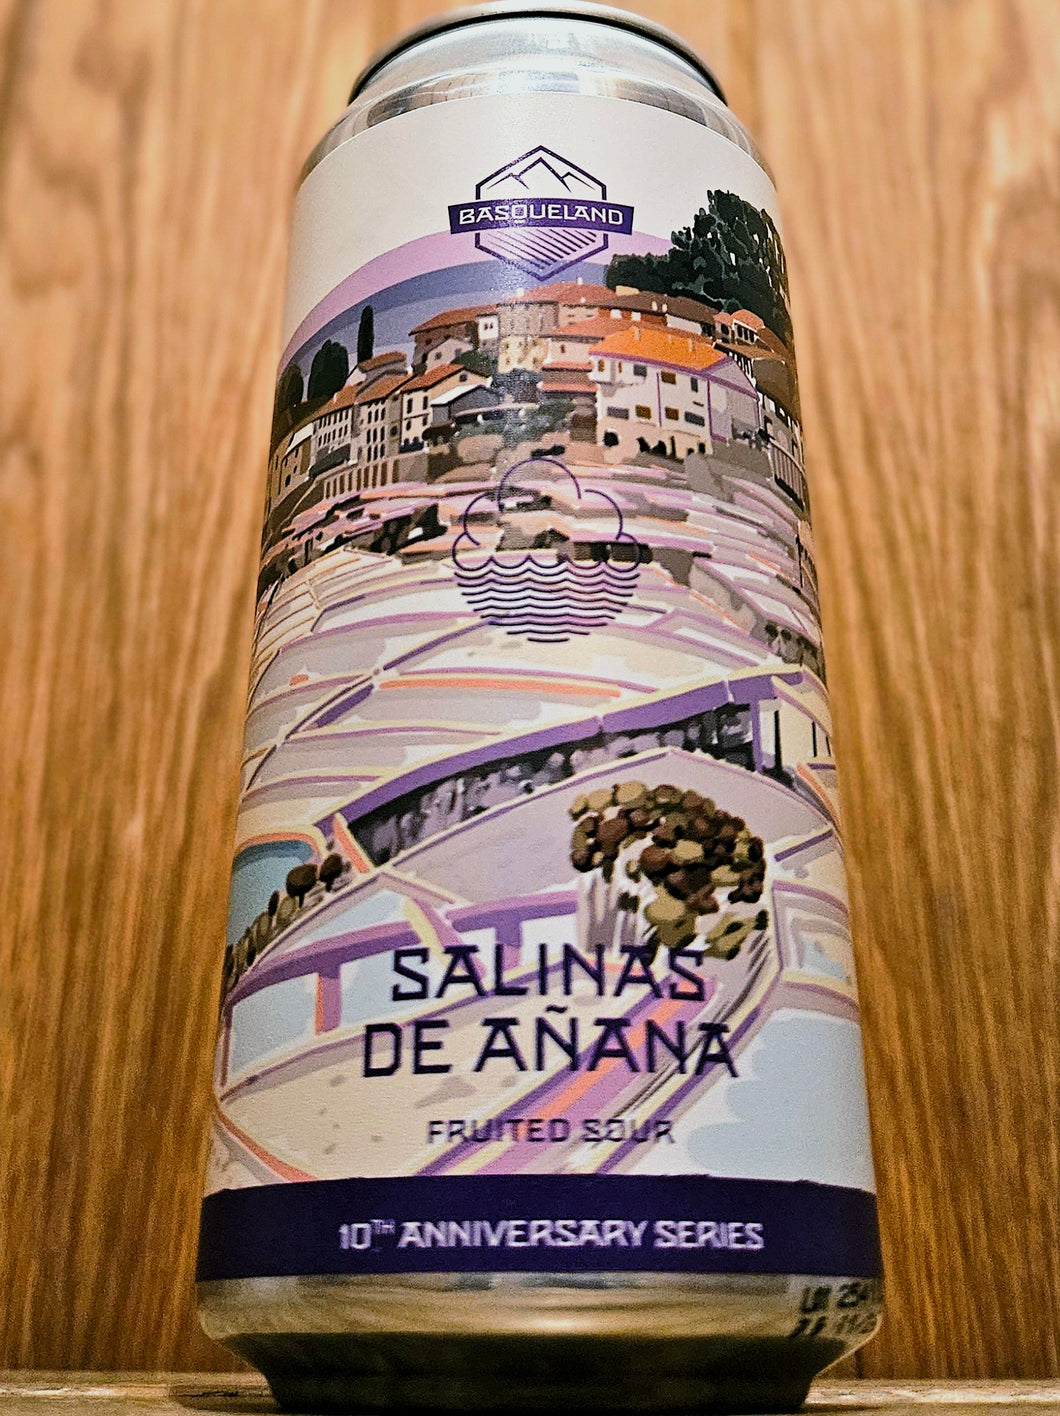 BASQUELAND
SALINAS
DE AÑANA
FRUITED SOUR
10TH ANNIVERSARY SERIES